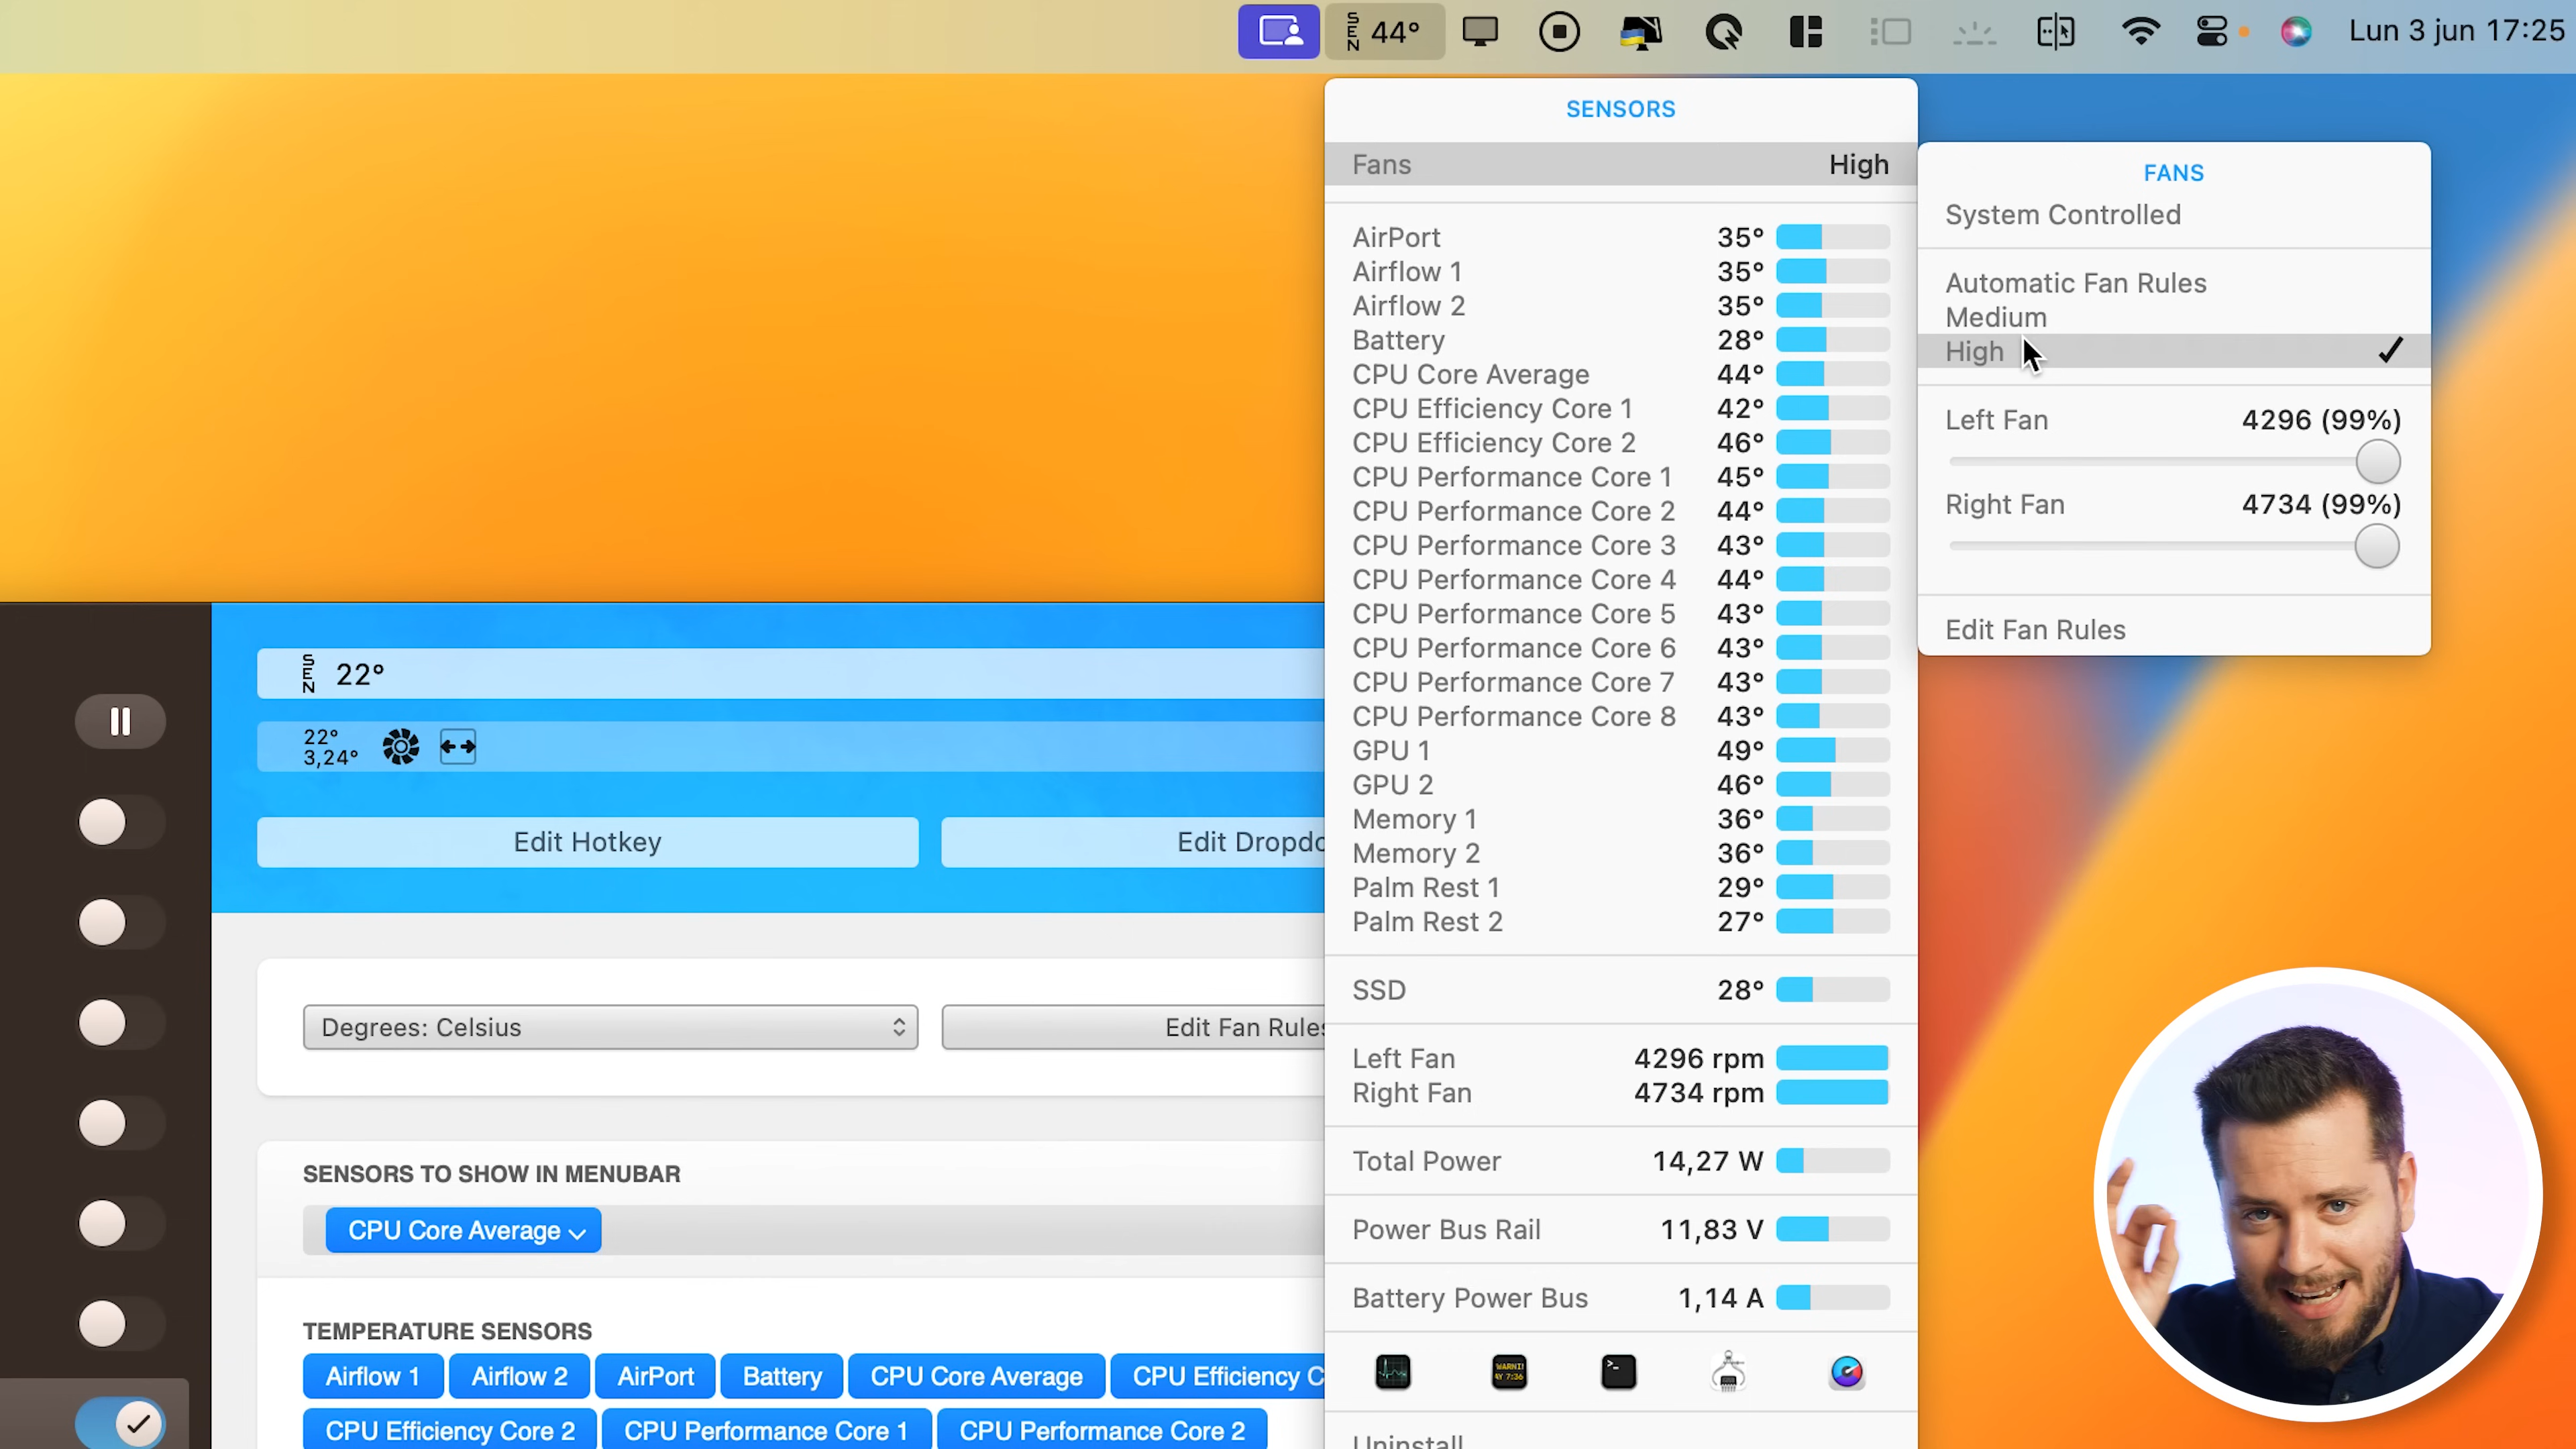 SEN 44°
Lun 3 jun 17:25
SENSORS
Fans High
AirPort 35°
Airflow 1 35°
Airflow 2 35°
Battery 28°
CPU Core Average 44°
CPU Efficiency Core 1 42°
CPU Efficiency Core 2 46°
CPU Performance Core 1 45°
CPU Performance Core 2 44°
CPU Performance Core 3 43°
CPU Performance Core 4 44°
CPU Performance Core 5 43°
CPU Performance Core 6 43°
CPU Performance Core 7 43°
CPU Performance Core 8 43°
GPU 1 49°
GPU 2 46°
Memory 1 36°
Memory 2 36°
Palm Rest 1 29°
Palm Rest 2 27°
SSD 28°
Left Fan 4296 rpm
Right Fan 4734 rpm
Total Power 14,27 W
Power Bus Rail 11,83 V
Battery Power Bus 1,14 A
Uninstall
FANS
System Controlled
Automatic Fan Rules
Medium
High
Left Fan 4296 (99%)
Right Fan 4734 (99%)
Edit Fan Rules
SEN 22°
22°
3,24°
Edit Hotkey
Edit Dropdo
Degrees: Celsius
Edit Fan Rules
SENSORS TO SHOW IN MENUBAR
CPU Core Average
TEMPERATURE SENSORS
Airflow 1 Airflow 2 AirPort Battery CPU Core Average CPU Efficiency C
CPU Efficiency Core 2 CPU Performance Core 1 CPU Performance Core 2